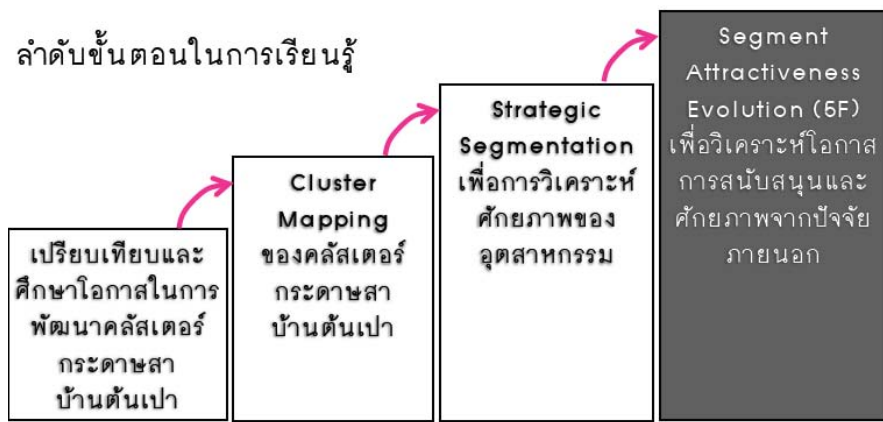 ลำดับขั้นตอนในการเรียนรู้
เปรียบเทียบและ
ศึกษาโอกาสในการ
พัฒนาคลัสเตอร์
กระดาษสา
บ้านต้นเปา
Cluster
Mapping
ของคลัสเตอร์
กระดาษสา
บ้านต้นเปา
Strategic
Segmentation
เพื่อการวิเคราะห์
ศักยภาพของ
อุตสาหกรรม
Segment
Attractiveness
Evolution (5F)
เพื่อวิเคราะห์โอกาส
การสนับสนุนและ
ศักยภาพจากปัจจัย
ภายนอก